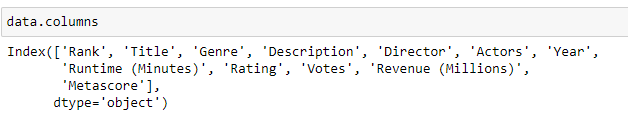 data.columns
Index(['Rank', 'Title', 'Genre', 'Description', 'Director', 'Actors', 'Year',
'Runtime (Minutes)', 'Rating', 'Votes', 'Revenue (Millions)',
'Metascore'],
dtype='object')